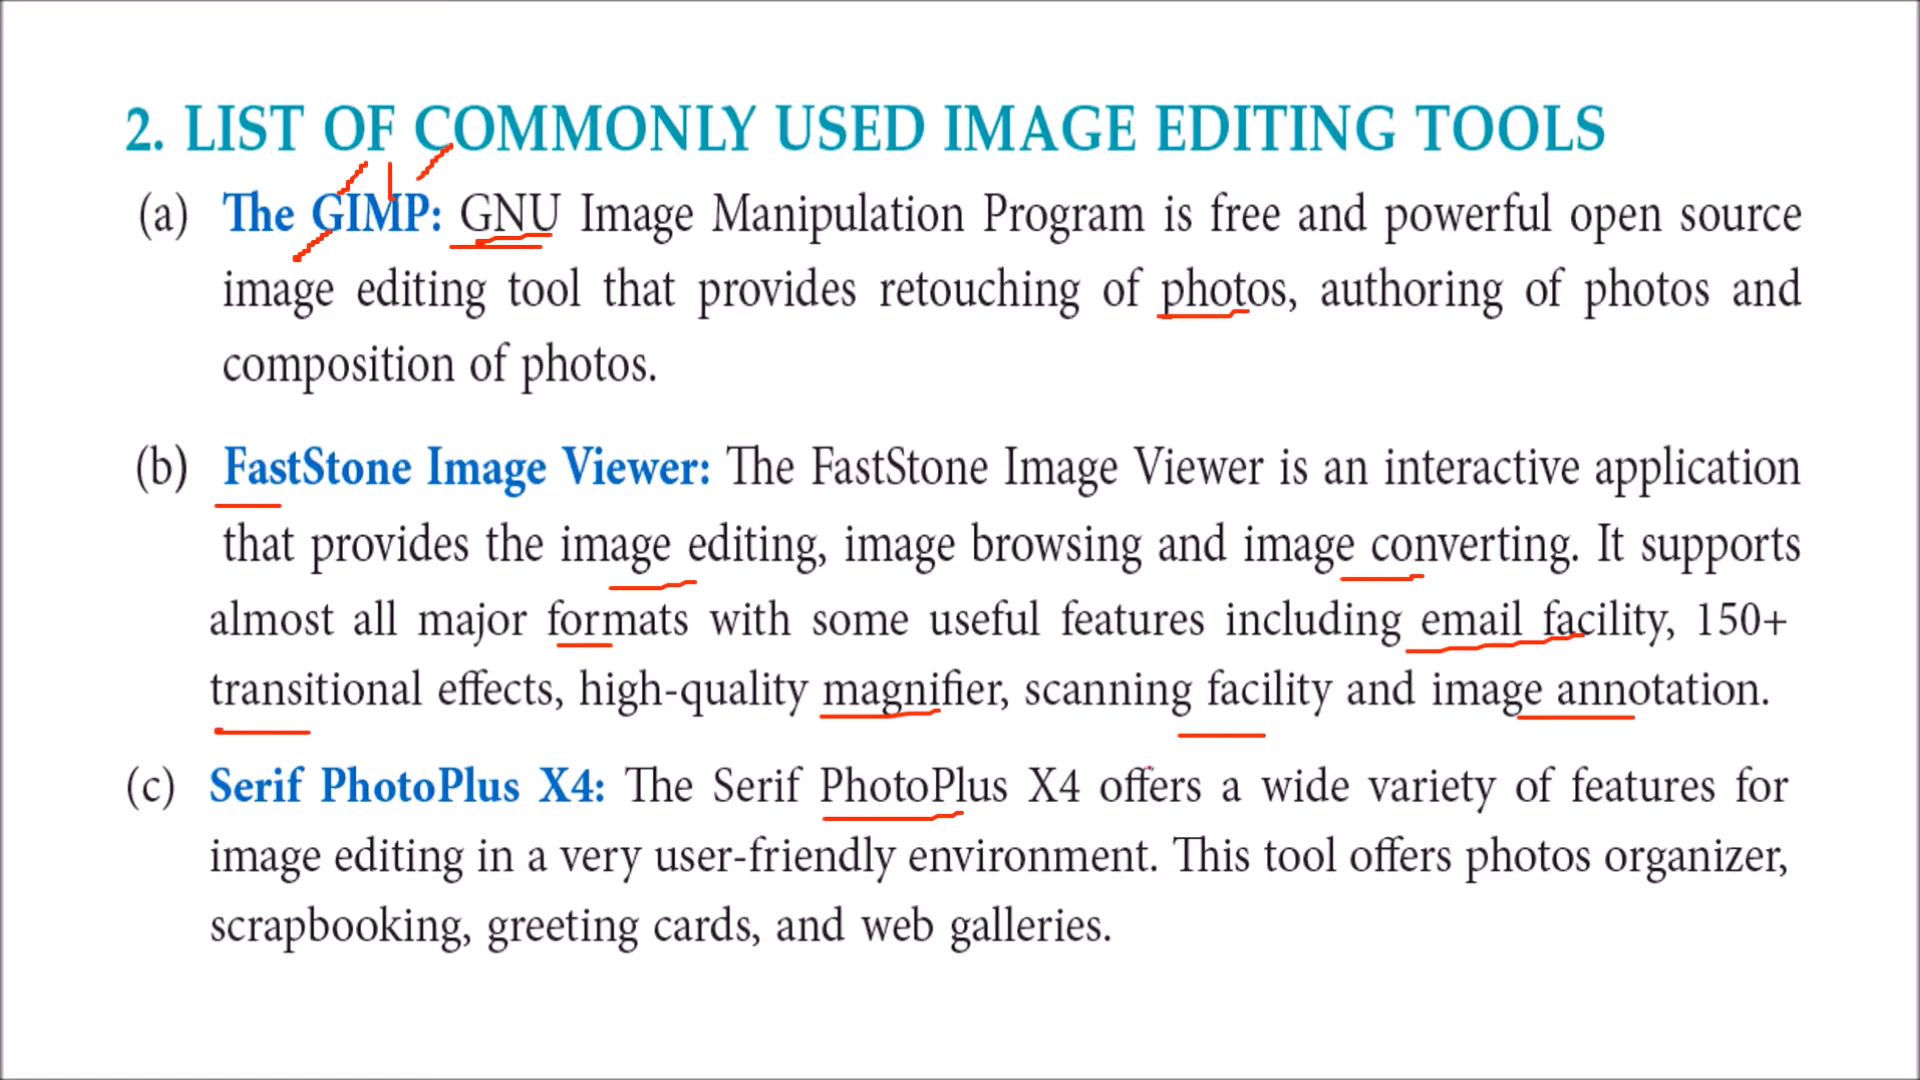 2. LIST OF COMMONLY USED IMAGE EDITING TOOLS
(a) The GIMP: GNU Image Manipulation Program is free and powerful open source
image editing tool that provides retouching of photos, authoring of photos and
composition of photos.
(b) FastStone Image Viewer: The FastStone Image Viewer is an interactive application
that provides the image editing, image browsing and image converting. It supports
almost all major formats with some useful features including email facility, 150+
transitional effects, high-quality magnifier, scanning facility and image annotation.
(c) Serif PhotoPlus X4: The Serif PhotoPlus X4 offers a wide variety of features for
image editing in a very user-friendly environment. This tool offers photos organizer,
scrapbooking, greeting cards, and web galleries.